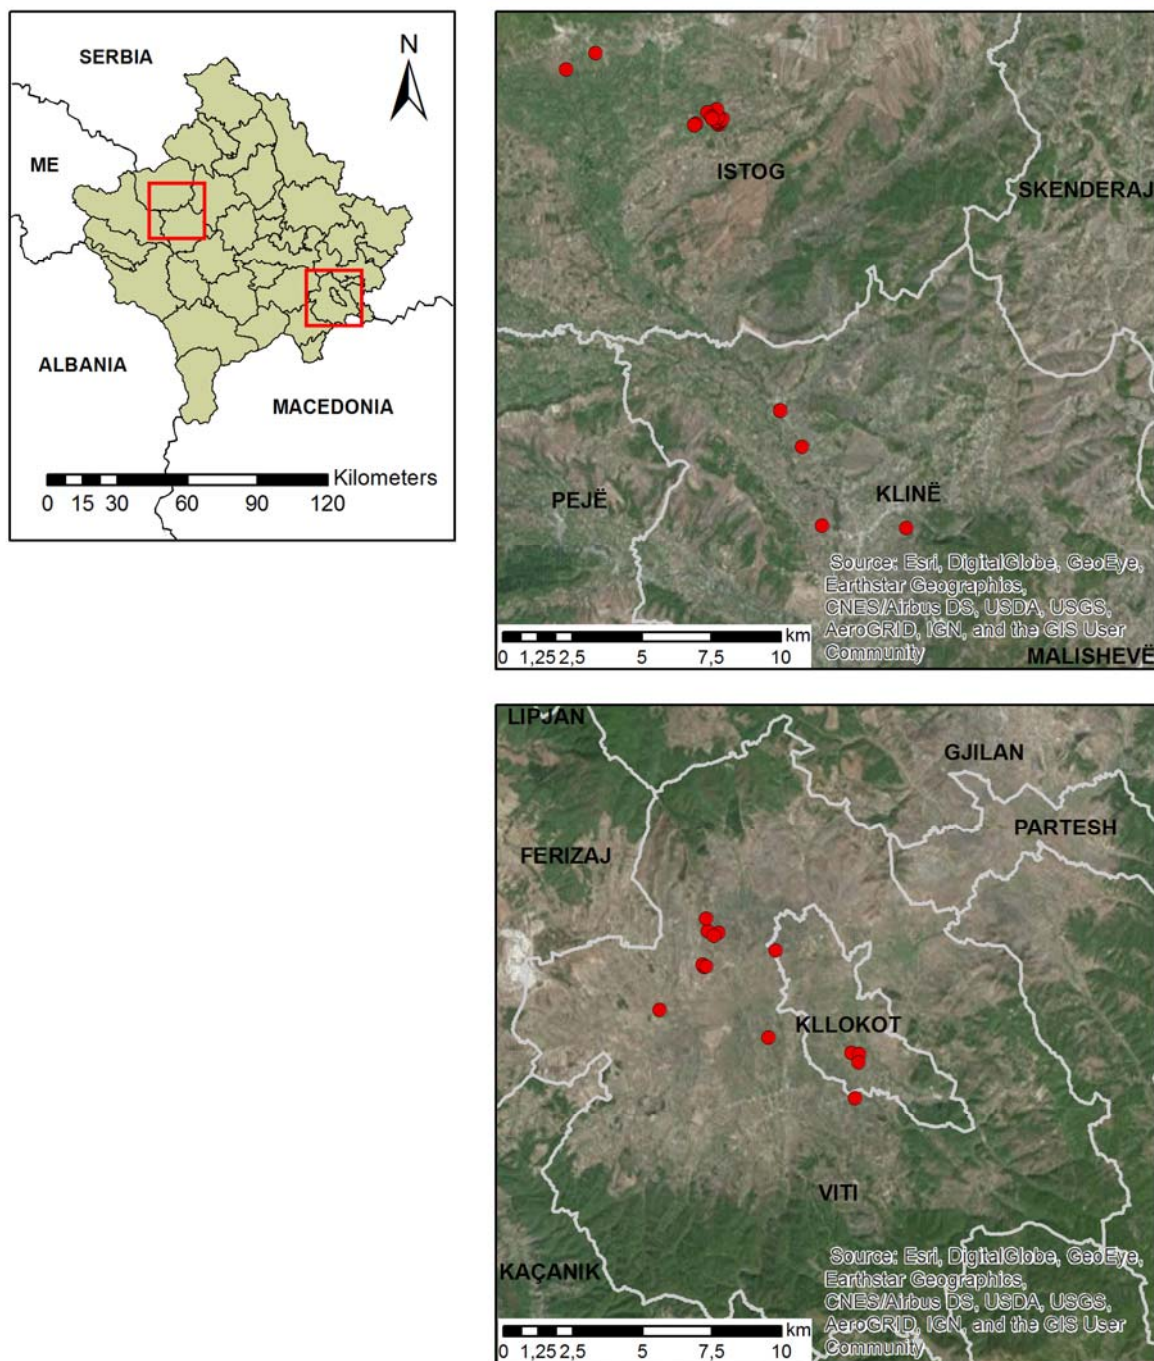 SERBIA
N
ME
ALBANIA
MACEDONIA
Kilometers
0 15 30 60 90 120
ISTOG
SKENDERAJ
PEJË
KLINË
Source: Esri, DigitalGlobe, GeoEye,
Earthstar Geographics,
CNES/Airbus DS, USDA, USGS,
AeroGRID, IGN, and the GIS User
Community
MALISHEVË
km
0 1,25 2,5 5 7,5 10
LIPJAN
GJILAN
PARTESH
FERIZAJ
KLLOKOT
VITI
KAÇANIK
Source: Esri, DigitalGlobe, GeoEye,
Earthstar Geographics,
CNES/Airbus DS, USDA, USGS,
AeroGRID, IGN, and the GIS User
Community
km
0 1,25 2,5 5 7,5 10